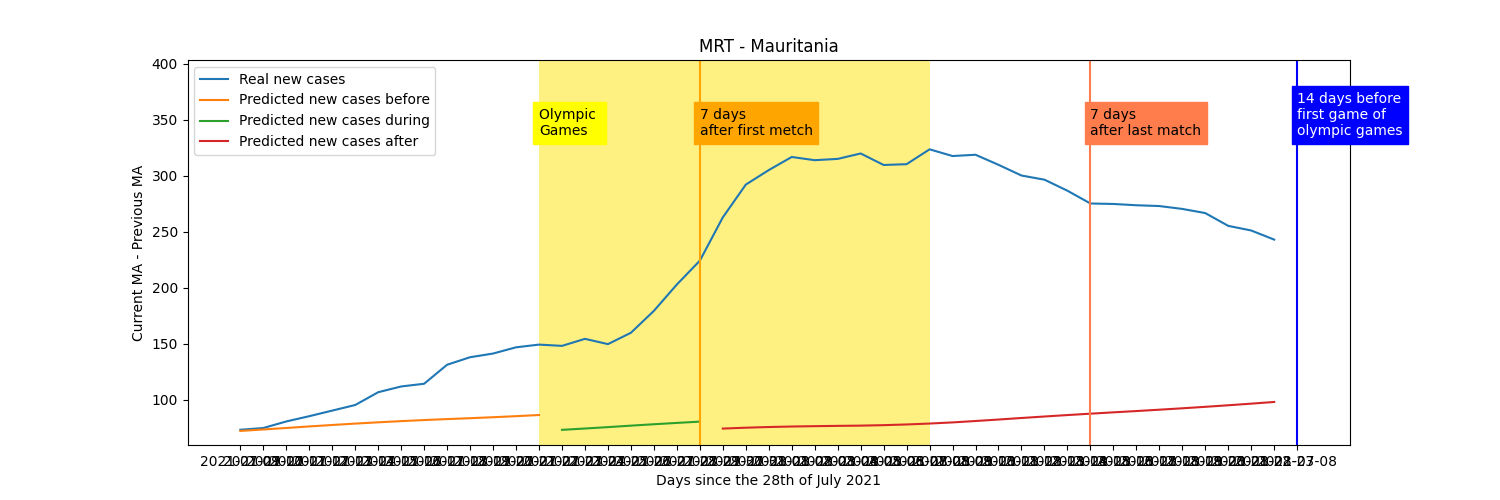 MRT - Mauritania
Real new cases
Predicted new cases before
Predicted new cases during
Predicted new cases after
Olympic
Games
7 days
after first metch
7 days
after last match
14 days before
first game of
olympic games
Current MA - Previous MA
400
350
300
250
200
150
100
Days since the 28th of July 2021